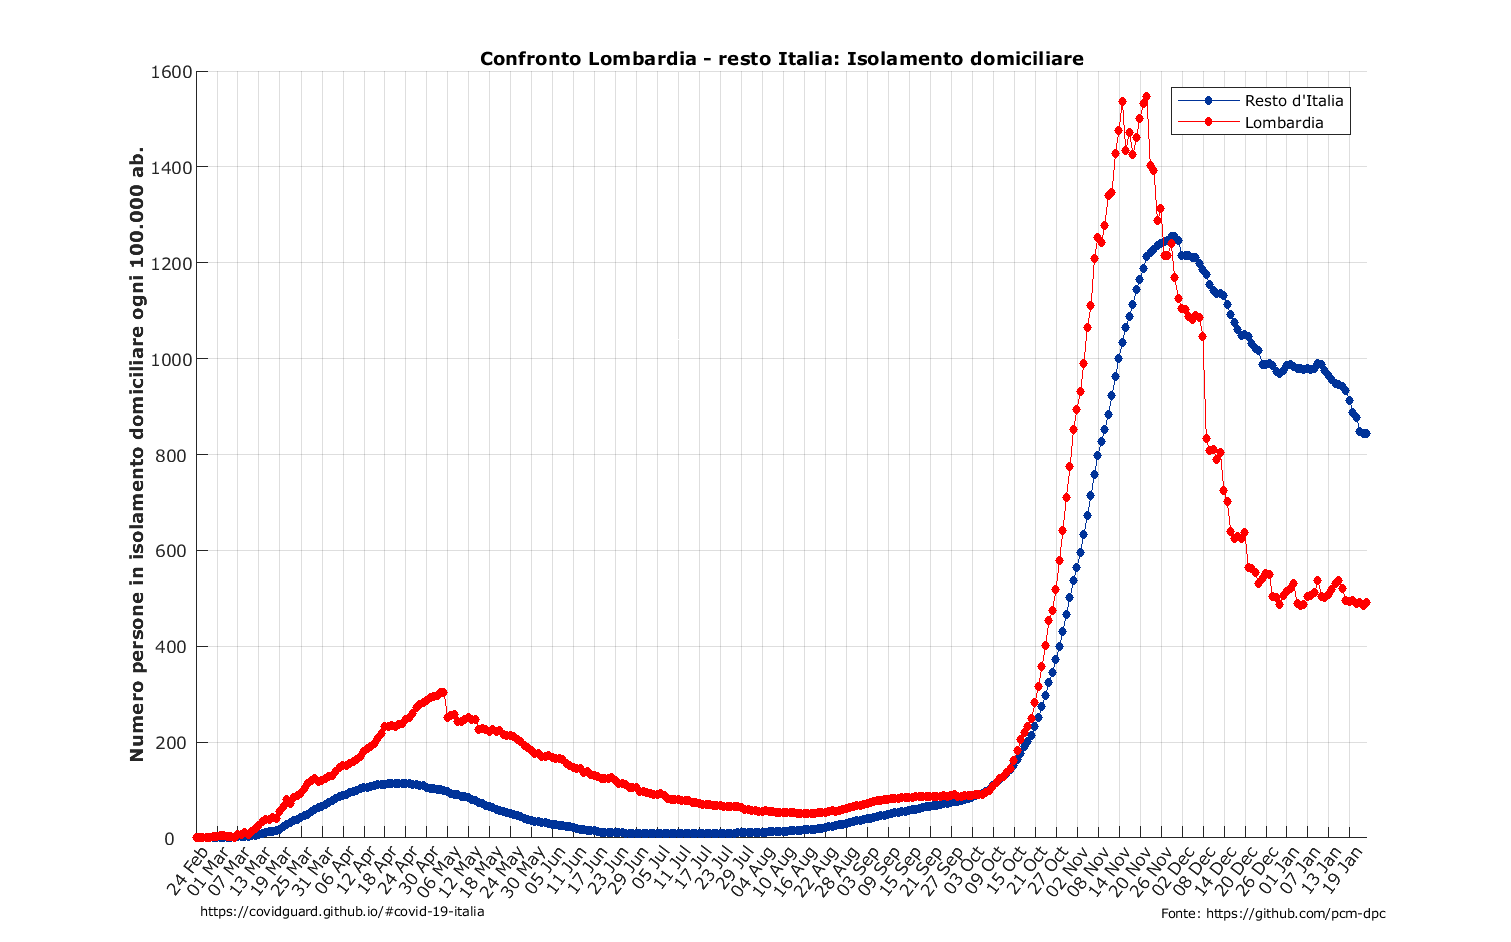 Confronto Lombardia - resto Italia: Isolamento domiciliare
Numero persone in isolamento domiciliare ogni 100.000 ab.
1600
1400
1200
1000
800
600
400
200
0
Resto d'Italia
Lombardia
24 Feb
01 Mar
07 Mar
13 Mar
19 Mar
25 Mar
31 Mar
06 Apr
12 Apr
18 Apr
24 Apr
30 Apr
06 May
12 May
18 May
24 May
30 May
05 Jun
11 Jun
17 Jun
23 Jun
29 Jun
05 Jul
11 Jul
17 Jul
23 Jul
29 Jul
04 Aug
10 Aug
16 Aug
22 Aug
28 Aug
03 Sep
09 Sep
15 Sep
21 Sep
27 Sep
03 Oct
09 Oct
15 Oct
21 Oct
27 Oct
02 Nov
08 Nov
14 Nov
20 Nov
26 Nov
02 Dec
08 Dec
14 Dec
20 Dec
26 Dec
01 Jan
07 Jan
13 Jan
19 Jan
https://covidguard.github.io/#covid-19-italia
Fonte: https://github.com/pcm-dpc